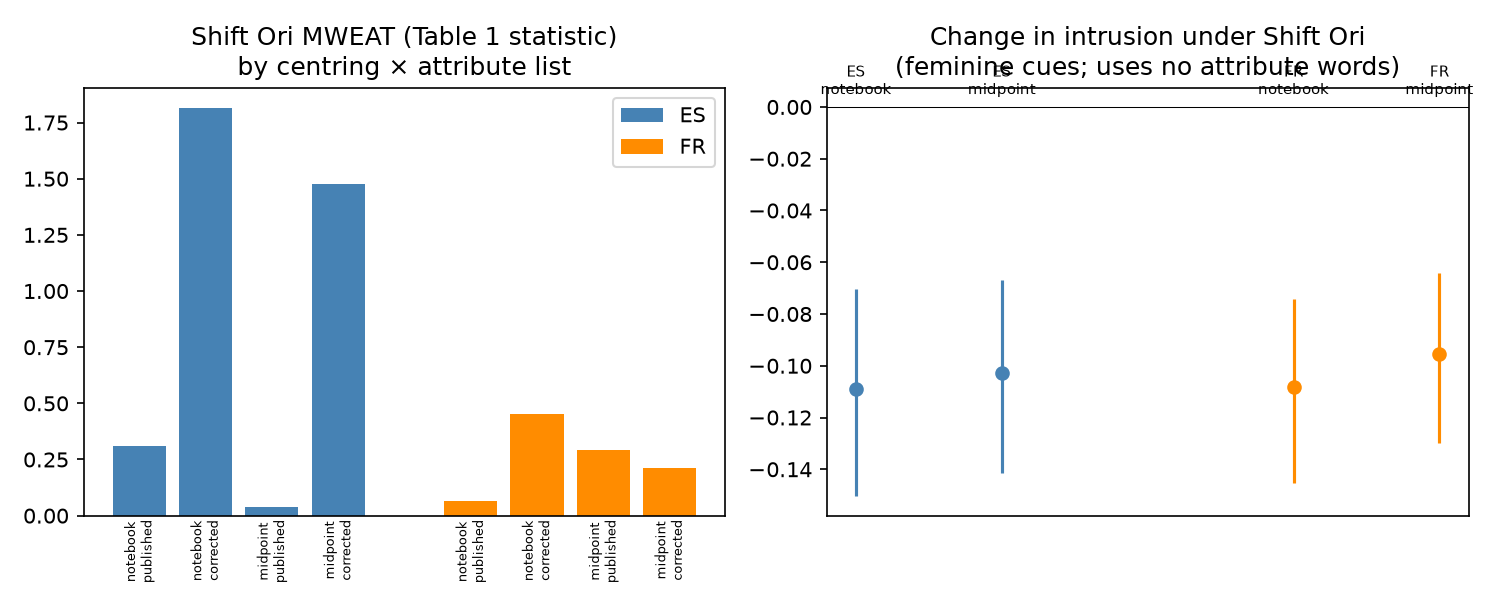 Shift Ori MWEAT (Table 1 statistic)
by centring × attribute list
1.75
1.50
1.25
1.00
0.75
0.50
0.25
0.00
ES
FR
notebook
published
notebook
corrected
midpoint
published
midpoint
corrected
notebook
published
notebook
corrected
midpoint
published
midpoint
corrected
Change in intrusion under Shift Ori
(feminine cues; uses no attribute words)
ES
notebook
ES
midpoint
FR
notebook
FR
midpoint
0.00
−0.02
−0.04
−0.06
−0.08
−0.10
−0.12
−0.14